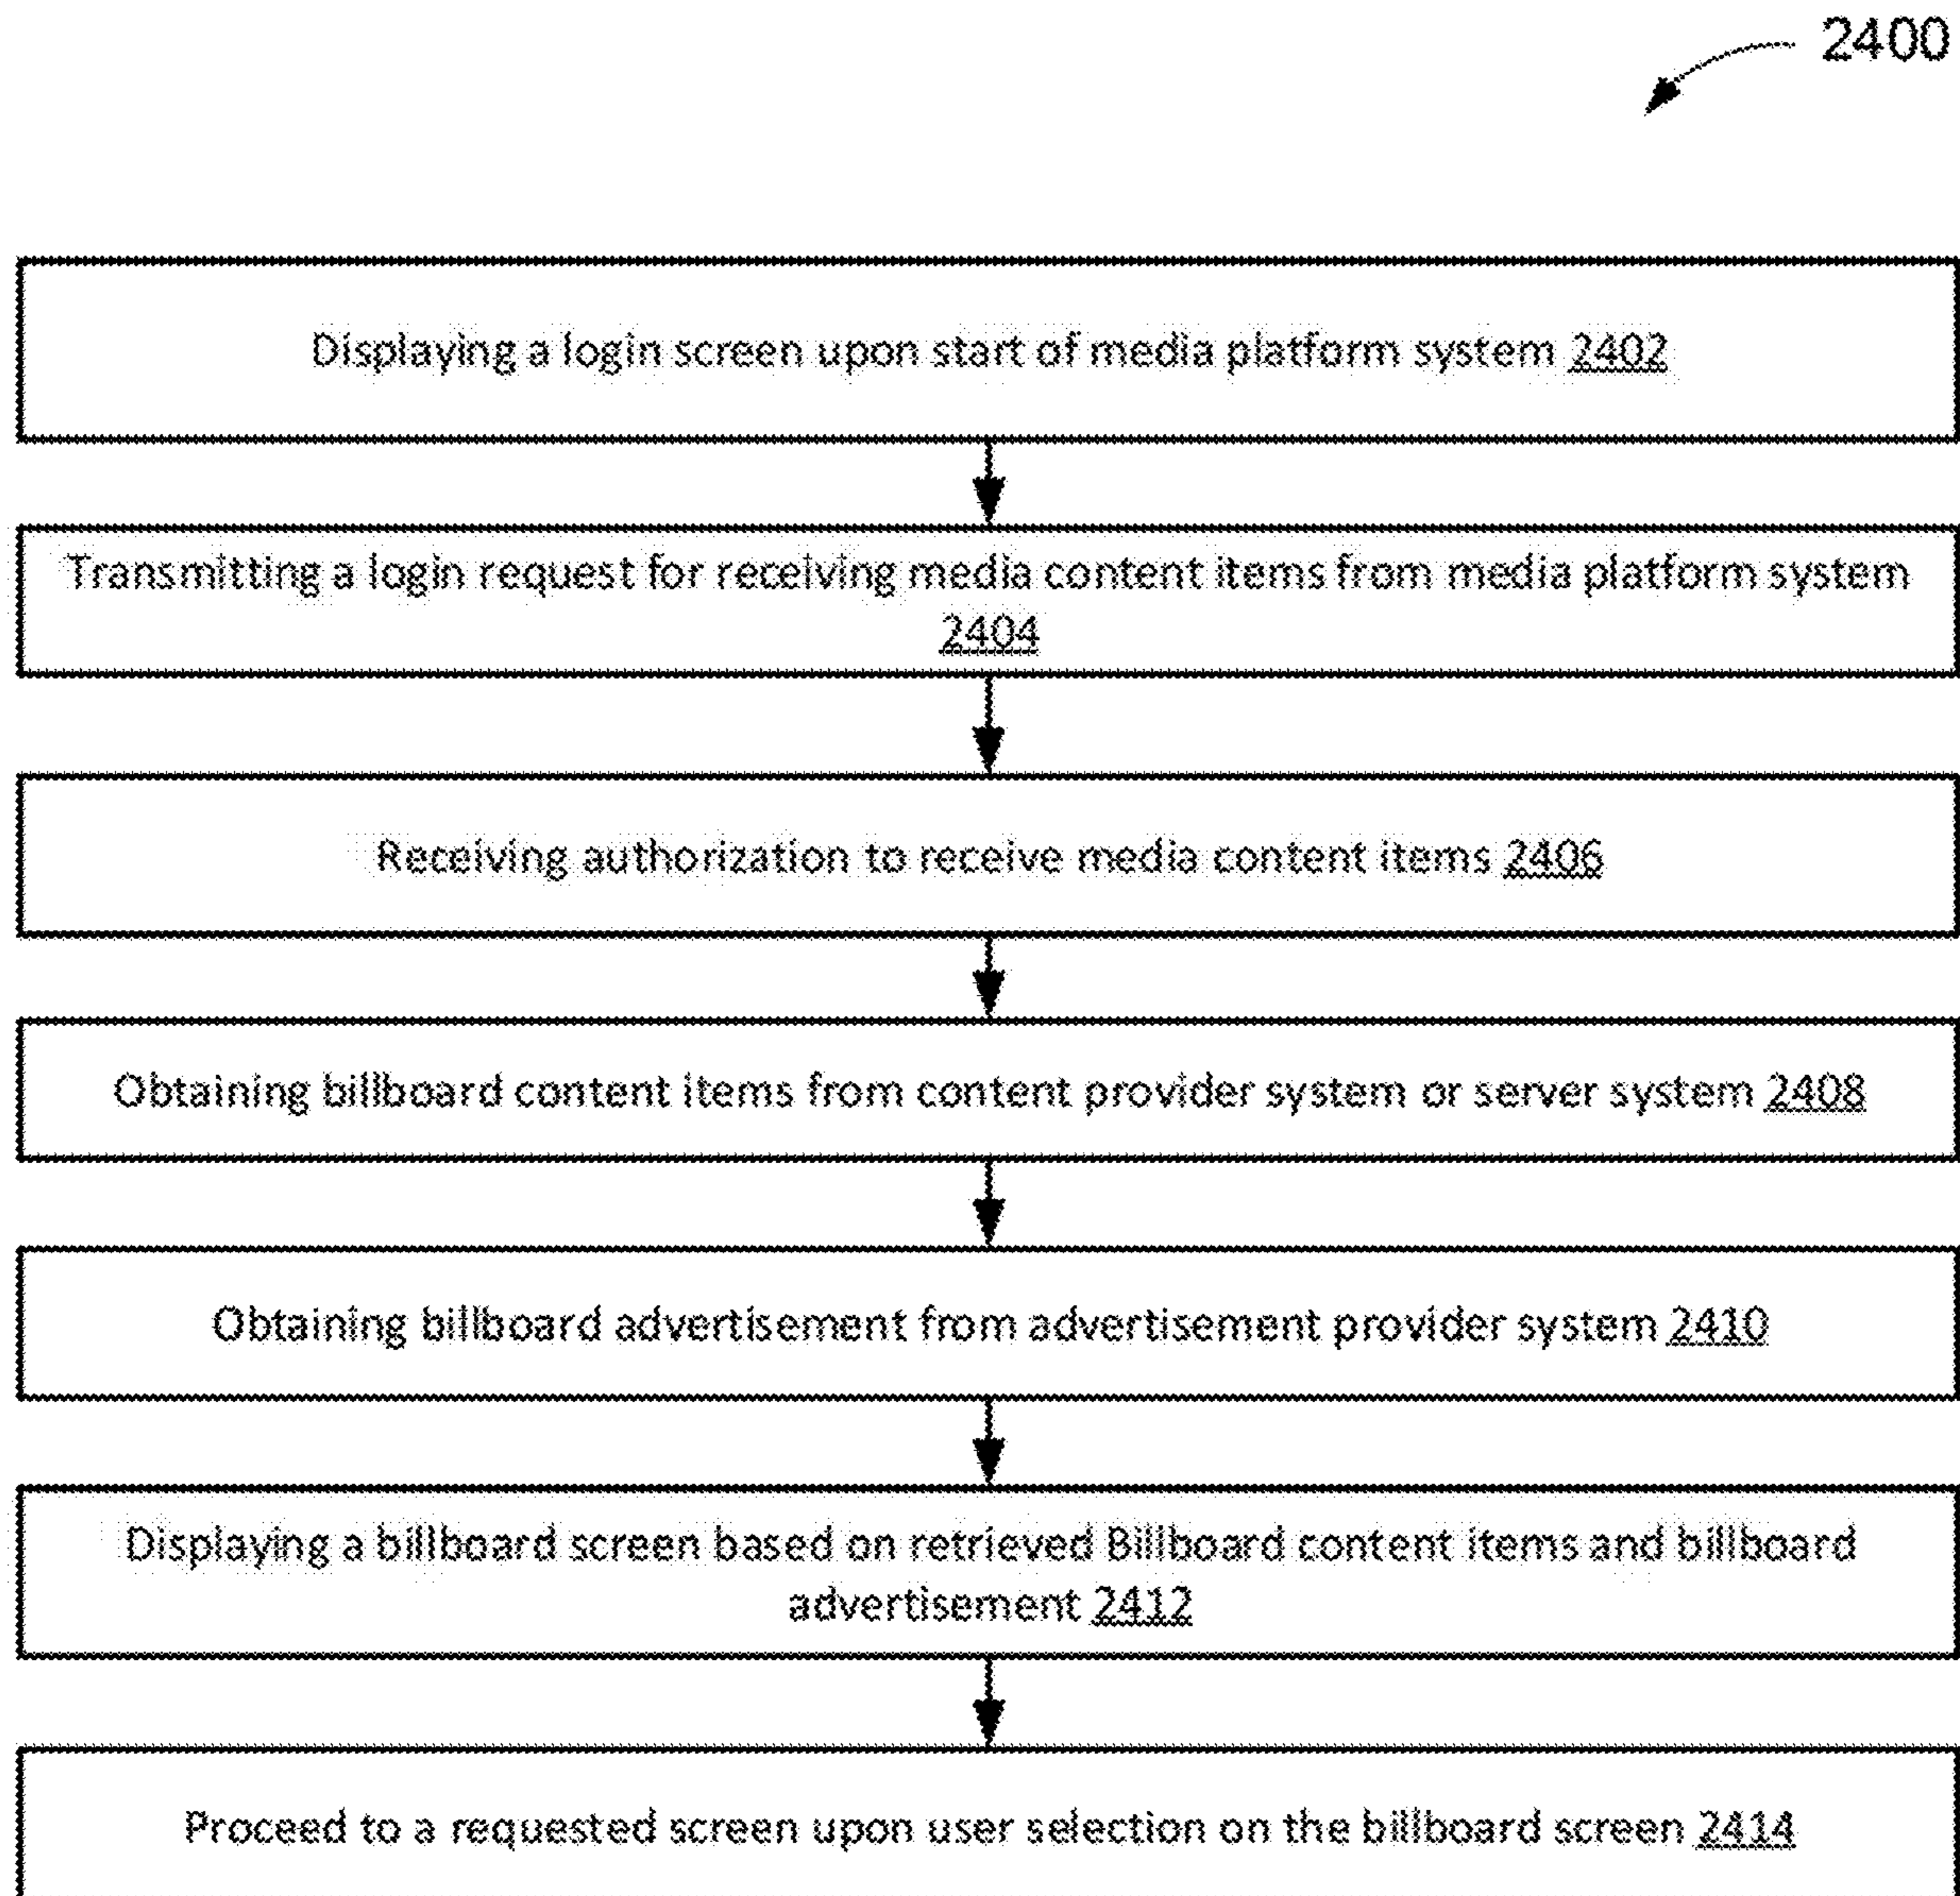 2400
Displaying a login screen upon start of media platform system 2402
Transmitting a login request for receiving media content items from media platform system
2404
Receiving authorization to receive media content items 2406
Obtaining billboard content items from content provider system or server system 2408
Obtaining billboard advertisement from advertisement provider system 2410
Displaying a billboard screen based on retrieved Billboard content items and billboard
advertisement 2412
Proceed to a requested screen upon user selection on the billboard screen 2414